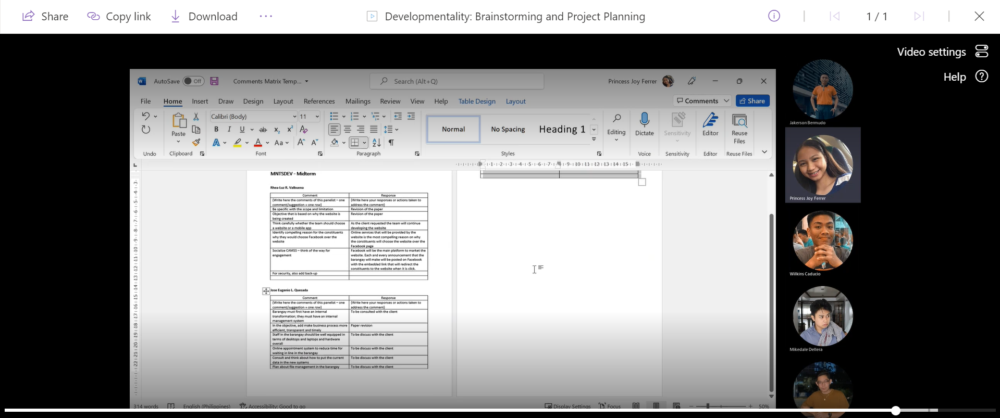 Share Copy link Download ... Developmentality: Brainstorming and Project Planning 1 / 1
Video settings
Help
AutoSave Off Comments Matrix Temp... Search (Alt+Q) Princess Joy Ferrer
File Home Insert Draw Design Layout References Mailings Review View Help Table Design Layout Comments Share
Calibri (Body) 11
Paste
Normal No Spacing Heading 1
Editing Dictate Sensitivity Editor Reuse Files
Undo Clipboard Font Paragraph Styles Voice Sensitivity Editor Reuse Files
MNTSDEV - Midterm
Rhea-Luz R. Valbuena
Comment Response
(Write here the comments of this panelist – one comment/suggestion = one row) (Write here your responses or actions taken to address the comment)
Be specific with the scope and limitation Revision of the paper
Objective that is based on why the website is being created Revision of the paper
Think carefully whether the team should choose a website or a mobile app As the client requested the team will continue developing the website
Identify compelling reason for the constituents why they would choose Facebook over the website Online services that will be provided by the website is the most compelling reason on why the constituents will choose the website over the Facebook page
Socialize CAMSS – think of the way for engagement Facebook will be the main platform to market the website. Each and every announcement that the barangay will make will be posted on Facebook with the embedded link that will redirect the constituents to the website when it is click.
For security, also add back-up
Jose Eugenio L. Quesada
Comment Response
(Write here the comments of this panelist – one comment/suggestion = one row) (Write here your responses or actions taken to address the comment)
Barangay must first have an internal transformation; they must have an internal management system To be consulted with the client
In the objective, add make business process more efficient, transparent and timely Paper revision
Staff in the barangay should be well equipped in terms of desktops and laptops and hardware overall To be discuss with the client
Online appointment system to reduce time for waiting in line in the barangay To be discuss with the client
Consult and think about how to put the current data in the new systems To be discuss with the client
Plan about file management in the barangay To be discuss with the client
314 words English (Philippines) Accessibility: Good to go Display Settings Focus 50%
Jakerson Bermudo
Princess Joy Ferrer
Wilkins Caducio
Mikedale Dellera